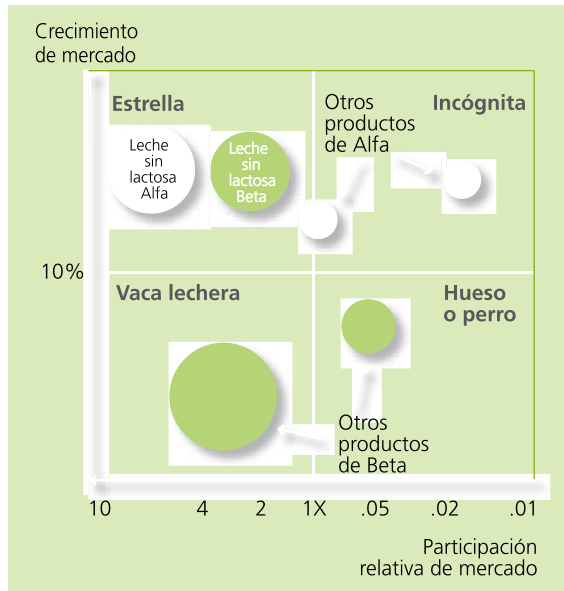 Crecimiento
de mercado
Estrella
Otros
productos
de Alfa
Incógnita
Leche
sin
lactosa
Alfa
Leche
sin
lactosa
Beta
10%
Vaca lechera
Hueso
o perro
Otros
productos
de Beta
10 4 2 1X .05 .02 .01
Participación
relativa de mercado